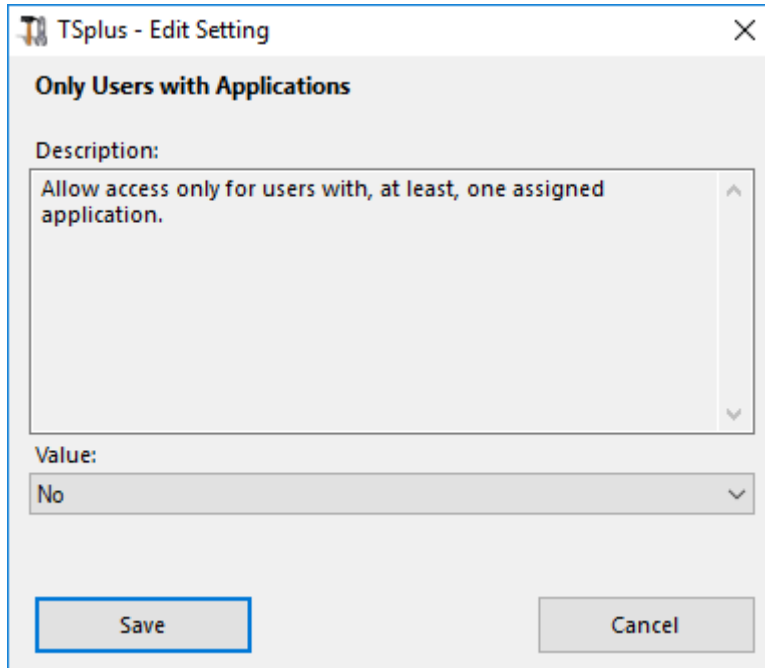 TSplus - Edit Setting
Only Users with Applications
Description:
Allow access only for users with, at least, one assigned
application.
Value:
No
Save
Cancel